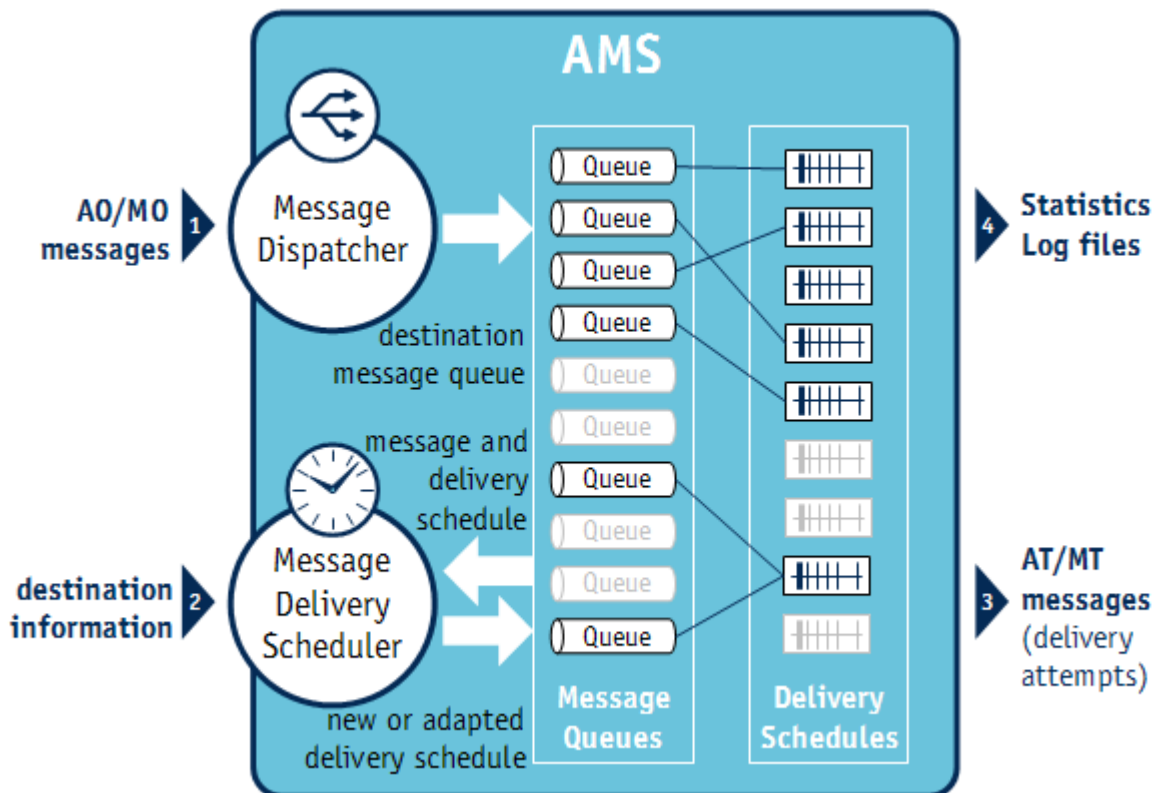 AMS
AO/MO
messages
1
Message
Dispatcher
destination
message queue
message and
delivery
schedule
destination
information
2
Message
Delivery
Scheduler
new or adapted
delivery schedule
Queue
Queue
Queue
Queue
Queue
Queue
Queue
Queue
Queue
Queue
Message
Queues
Delivery
Schedules
4
Statistics
Log files
3
AT/MT
messages
(delivery
attempts)